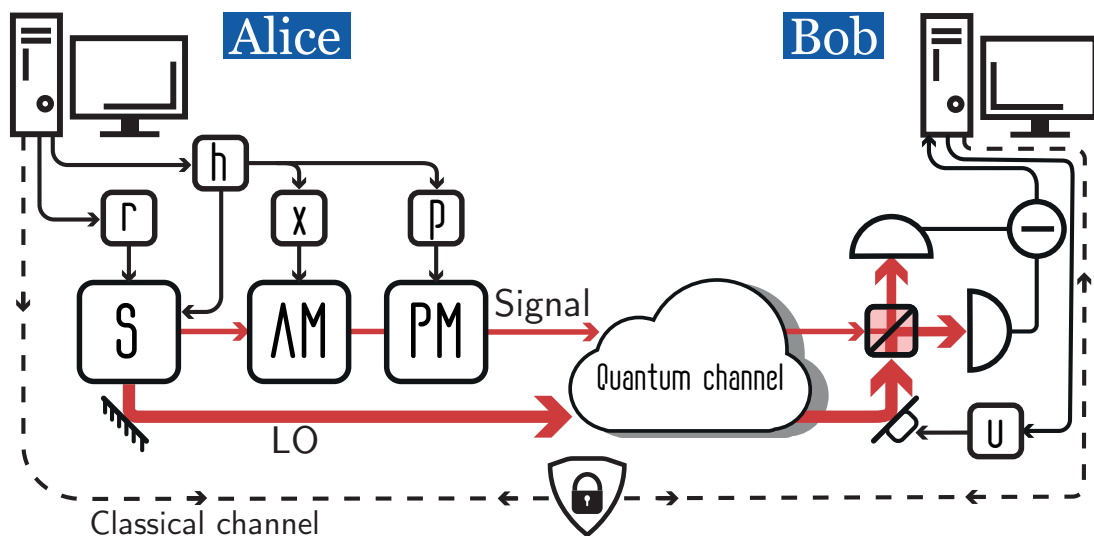 Alice
Bob
h
r
x
p
S
AM
PM
Signal
Quantum channel
LO
u
Classical channel